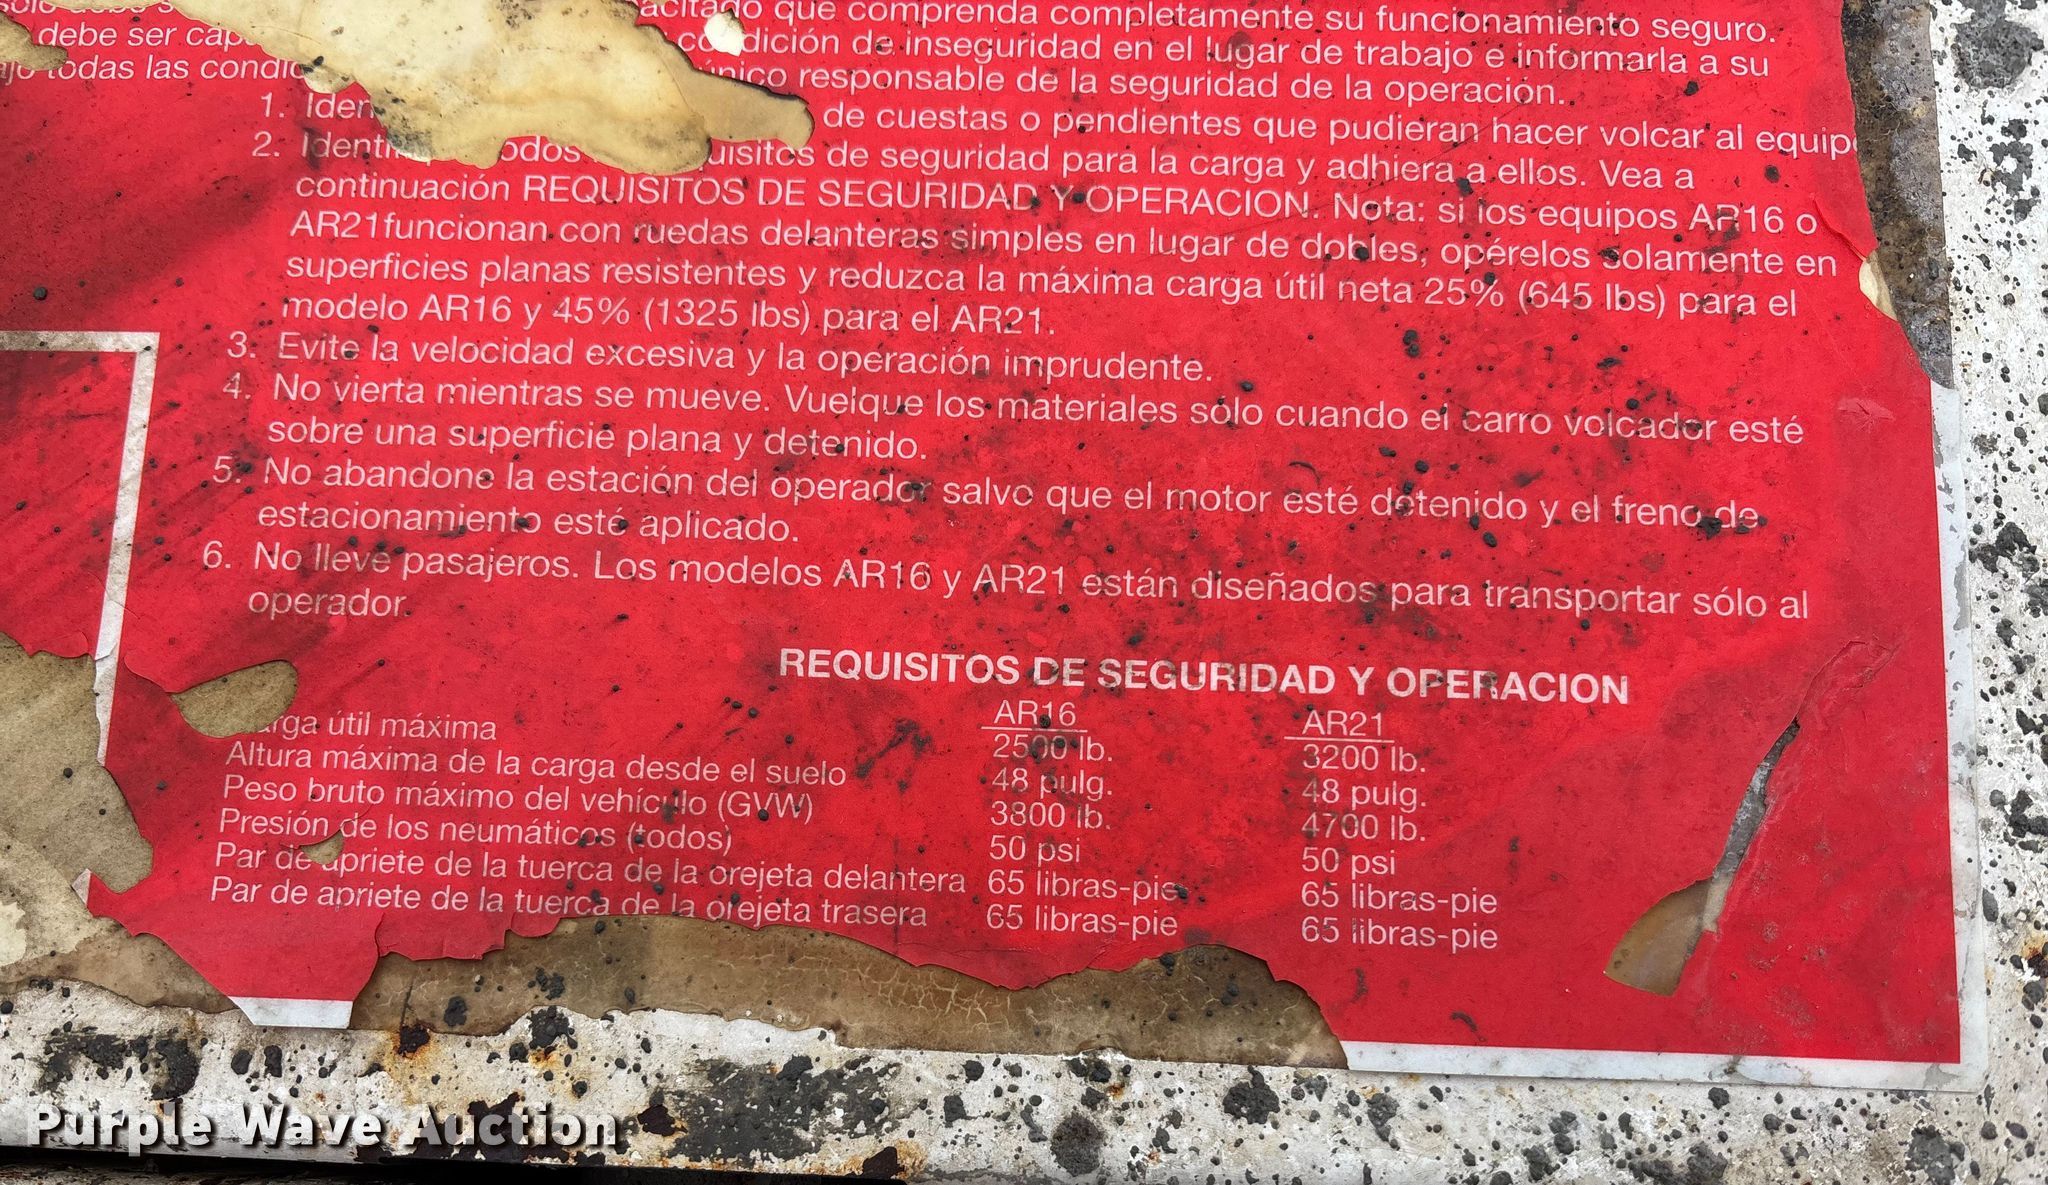 sólo debe s acitado que comprenda completamente su funcionamiento seguro.
debe ser cap condición de inseguridad en el lugar de trabajo e informarla a su
ajo todas las condic único responsable de la seguridad de la operación.
1. Iden de cuestas o pendientes que pudieran hacer volcar al equipo
2. Identifi todos quisitos de seguridad para la carga y adhiera a ellos. Vea a
continuación REQUISITOS DE SEGURIDAD Y OPERACION. Nota: si los equipos AR16 o
AR21funcionan con ruedas delanteras simples en lugar de dobles, opérelos solamente en
superficies planas resistentes y reduzca la máxima carga útil neta 25% (645 lbs) para el
modelo AR16 y 45% (1325 lbs) para el AR21.
3. Evite la velocidad excesiva y la operación imprudente.
4. No vierta mientras se mueve. Vuelque los materiales sólo cuando el carro volcador esté
sobre una superficie plana y detenido.
5. No abandone la estación del operador salvo que el motor esté detenido y el freno de
estacionamiento esté aplicado.
6. No lleve pasajeros. Los modelos AR16 y AR21 están diseñados para transportar sólo al
operador.
REQUISITOS DE SEGURIDAD Y OPERACION
AR16 AR21
Carga útil máxima 2500 lb. 3200 lb.
Altura máxima de la carga desde el suelo 48 pulg. 48 pulg.
Peso bruto máximo del vehículo (GVW) 3800 lb. 4700 lb.
Presión de los neumáticos (todos) 50 psi 50 psi
Par de apriete de la tuerca de la orejeta delantera 65 libras-pie 65 libras-pie
Par de apriete de la tuerca de la orejeta trasera 65 libras-pie 65 libras-pie
Purple Wave Auction